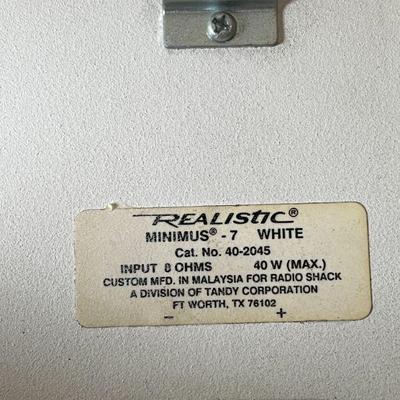 REALISTIC®
MINIMUS® - 7 WHITE
Cat. No. 40-2045
INPUT 8 OHMS 40 W (MAX.)
CUSTOM MFD. IN MALAYSIA FOR RADIO SHACK
A DIVISION OF TANDY CORPORATION
FT WORTH, TX 76102
- +